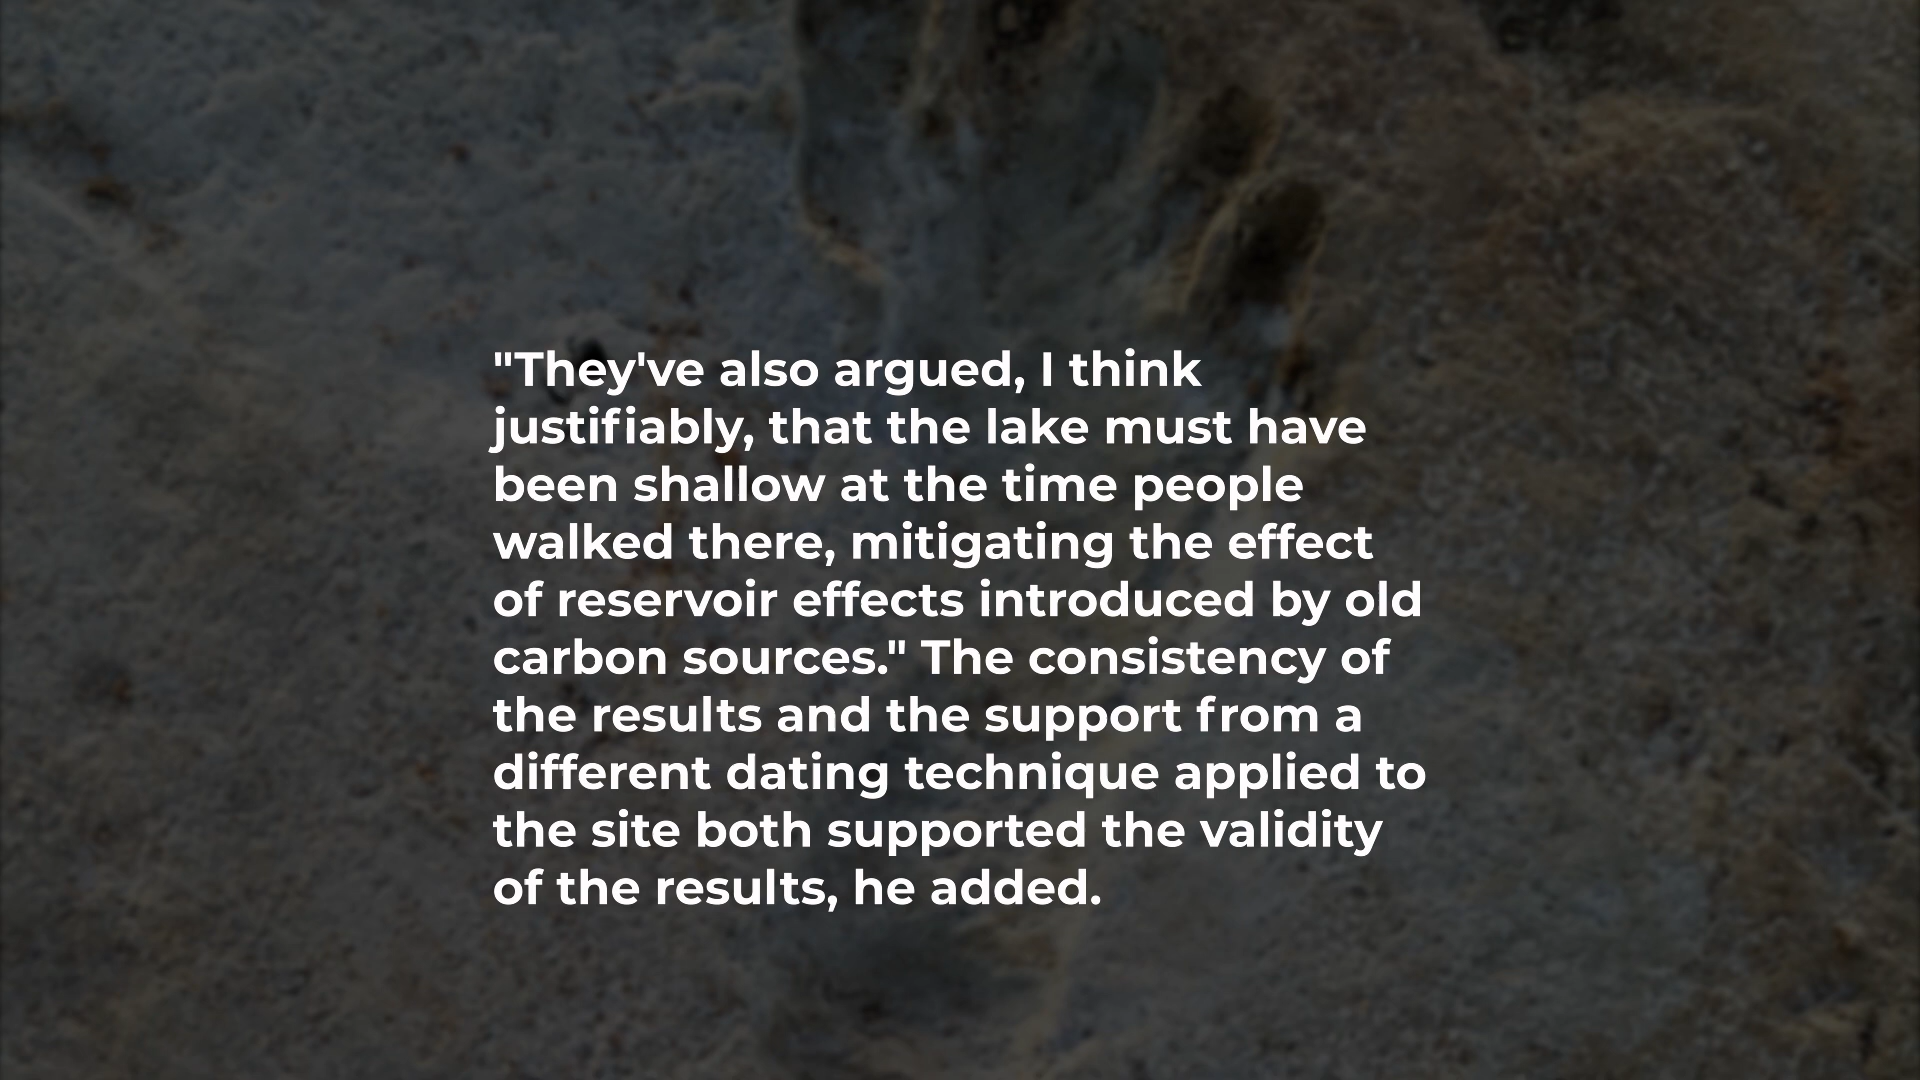 "They've also argued, I think
justifiably, that the lake must have
been shallow at the time people
walked there, mitigating the effect
of reservoir effects introduced by old
carbon sources." The consistency of
the results and the support from a
different dating technique applied to
the site both supported the validity
of the results, he added.